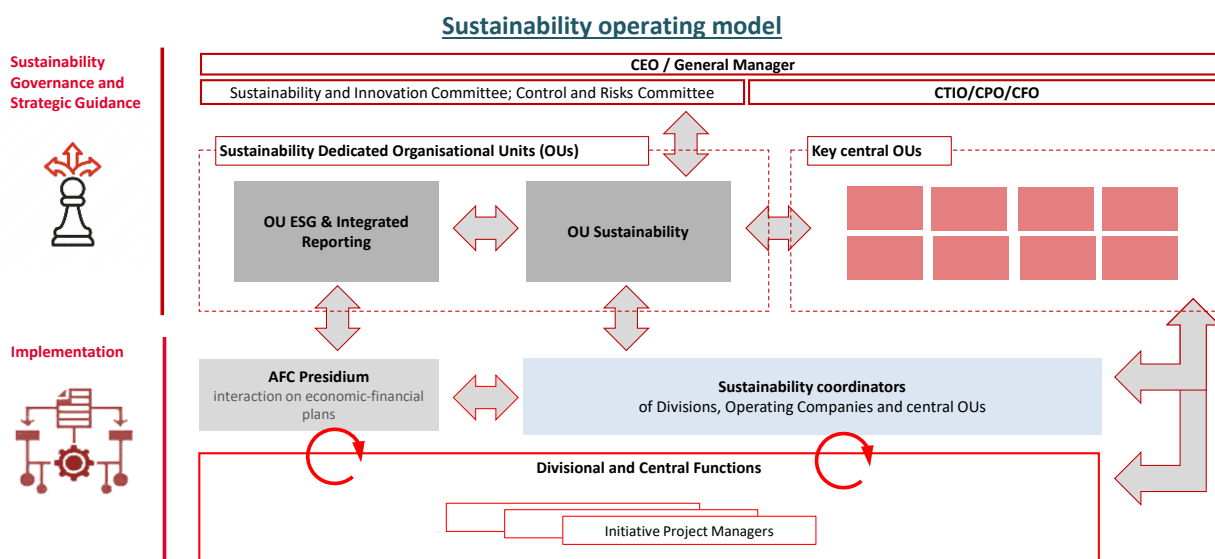 Sustainability operating model
Sustainability
Governance and
Strategic Guidance
CEO / General Manager
Sustainability and Innovation Committee; Control and Risks Committee
CTIO/CPO/CFO
Sustainability Dedicated Organisational Units (OUs)
Key central OUs
OU ESG & Integrated
Reporting
OU Sustainability
Implementation
AFC Presidium
interaction on economic-financial
plans
Sustainability coordinators
of Divisions, Operating Companies and central OUs
Divisional and Central Functions
Initiative Project Managers